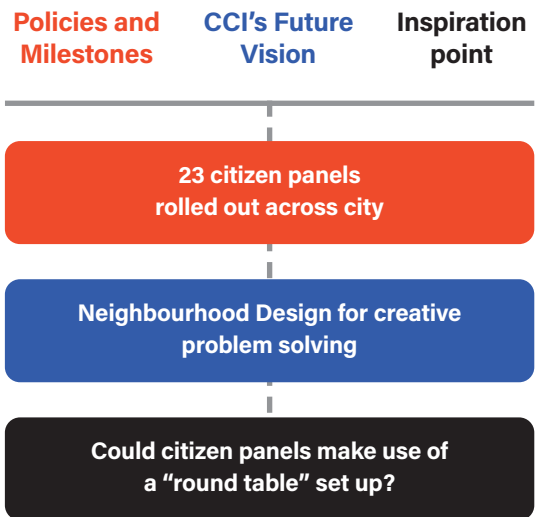 Policies and
Milestones
CCI's Future
Vision
Inspiration
point
23 citizen panels
rolled out across city
Neighbourhood Design for creative
problem solving
Could citizen panels make use of
a “round table” set up?